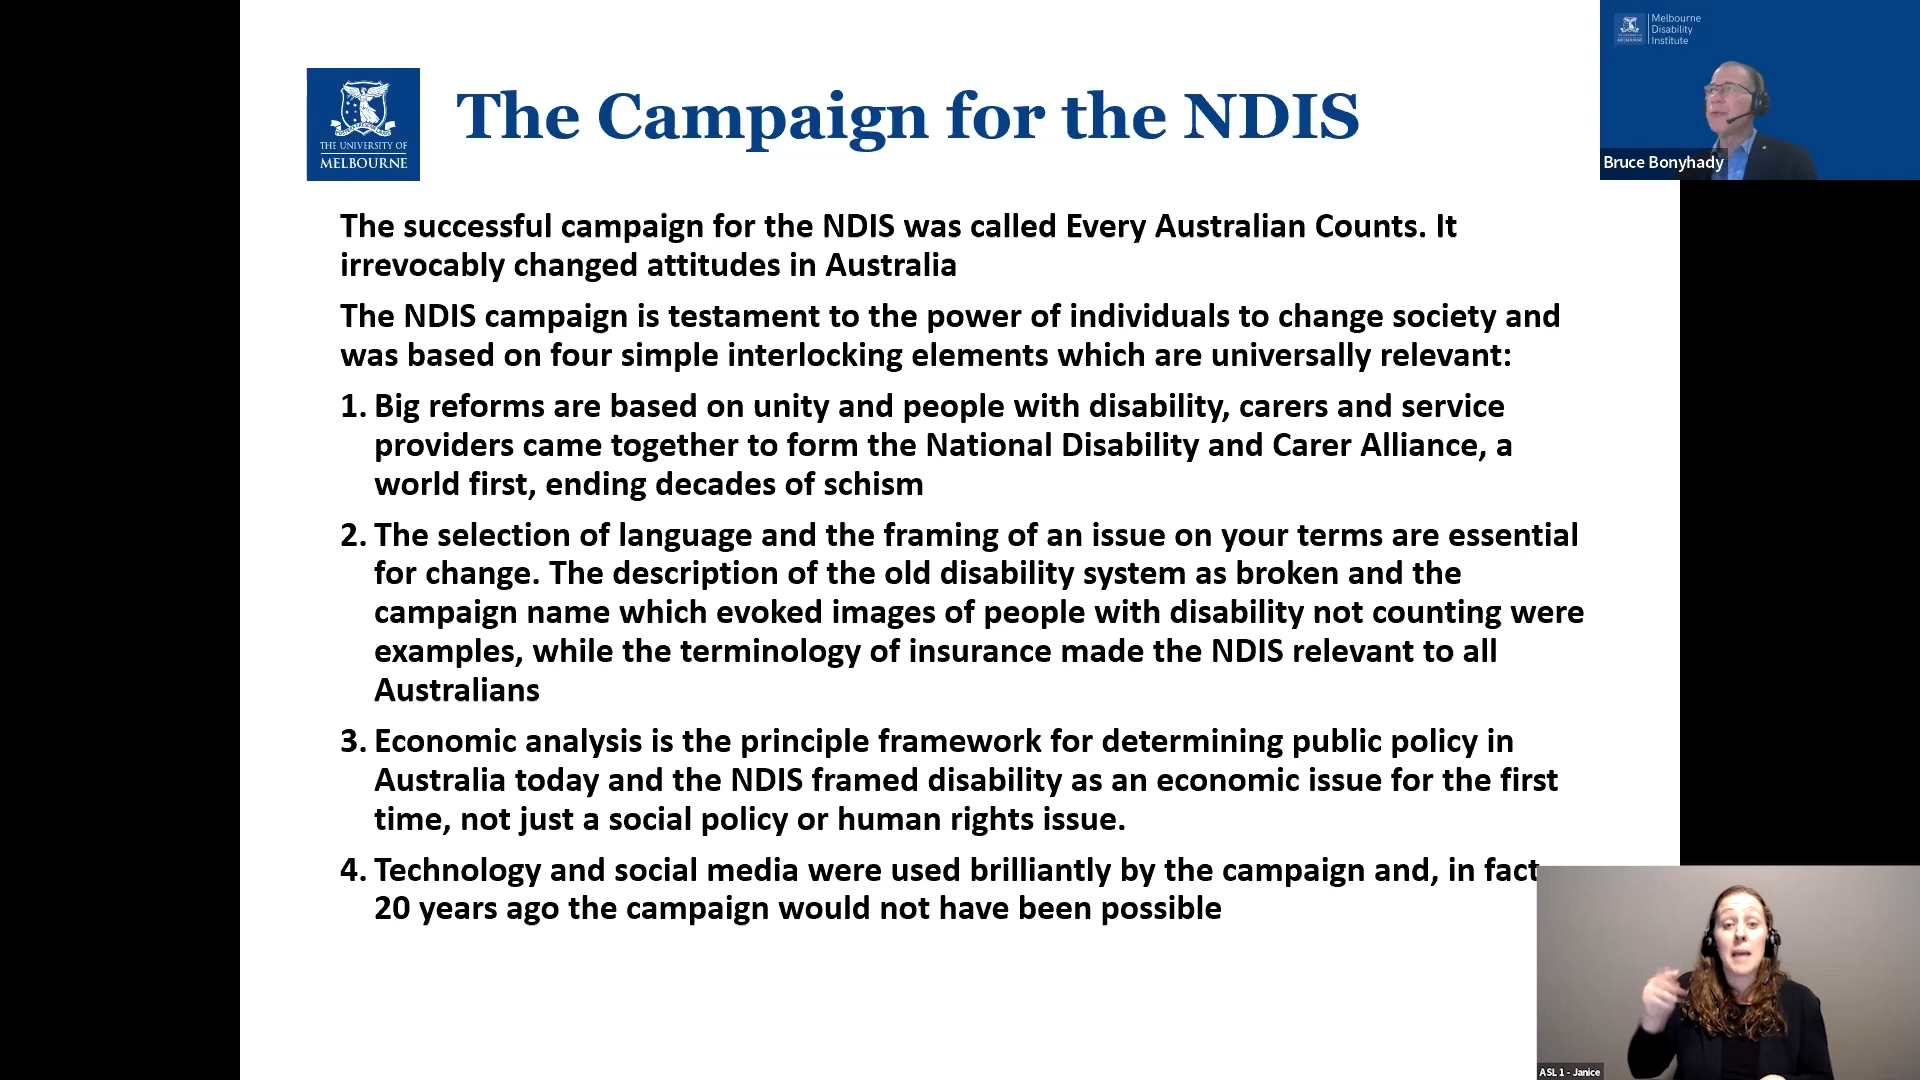 THE UNIVERSITY OF
MELBOURNE
The Campaign for the NDIS
The successful campaign for the NDIS was called Every Australian Counts. It
irrevocably changed attitudes in Australia
The NDIS campaign is testament to the power of individuals to change society and
was based on four simple interlocking elements which are universally relevant:
1. Big reforms are based on unity and people with disability, carers and service
providers came together to form the National Disability and Carer Alliance, a
world first, ending decades of schism
2. The selection of language and the framing of an issue on your terms are essential
for change. The description of the old disability system as broken and the
campaign name which evoked images of people with disability not counting were
examples, while the terminology of insurance made the NDIS relevant to all
Australians
3. Economic analysis is the principle framework for determining public policy in
Australia today and the NDIS framed disability as an economic issue for the first
time, not just a social policy or human rights issue.
4. Technology and social media were used brilliantly by the campaign and, in fact
20 years ago the campaign would not have been possible
Melbourne
Disability
Institute
Bruce Bonyhady
ASL 1 - Janice